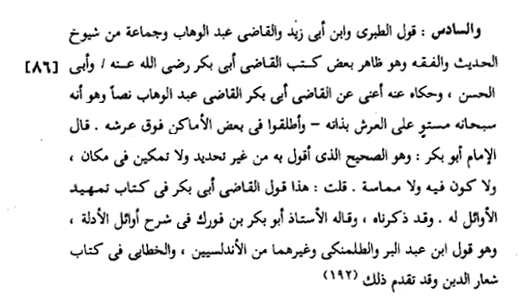 والسادس : قول الطبرى وابن أبى زيد والقاضى عبد الوهاب وجماعة من شيوخ
الحديث والفقه وهو ظاهر بعض كتب القاضى أبى بكر رضى الله عنه / وأبى [٨٦]
الحسن ، وحكاه عنه أعنى عن القاضى أبى بكر القاضى عبد الوهاب نصاً وهو أنه
سبحانه مستوٍ على العرش بذاته – وأطلقوا فى بعض الأماكن فوق عرشه . قال
الإمام أبو بكر : وهو الصحيح الذى أقول به من غير تحديد ولا تمكين فى مكان ،
ولا كون فيه ولا مماسة . قلت : هذا قول القاضى أبى بكر فى كتاب تمهيد
الأوائل له . وقد ذكرناه ، وقاله الأستاذ أبو بكر بن فورك فى شرح أوائل الأدلة ،
وهو قول ابن عبد البر والطلمنكى وغيرهما من الأندلسيين ، والخطابى فى كتاب
شعار الدين وقد تقدم ذلك (١٩٢)